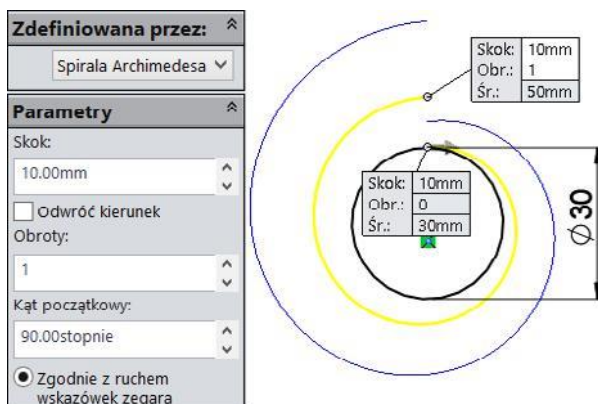 Zdefiniowana przez:
Spirala Archimedesa
Parametry
Skok:
10.00mm
Odwróć kierunek
Obroty:
1
Kąt początkowy:
90.00stopnie
Zgodnie z ruchem
wskazówek zegara
Skok: 10mm
Obr.: 1
Śr.: 50mm
Skok: 10mm
Obr.: 0
Śr.: 30mm
Ø30